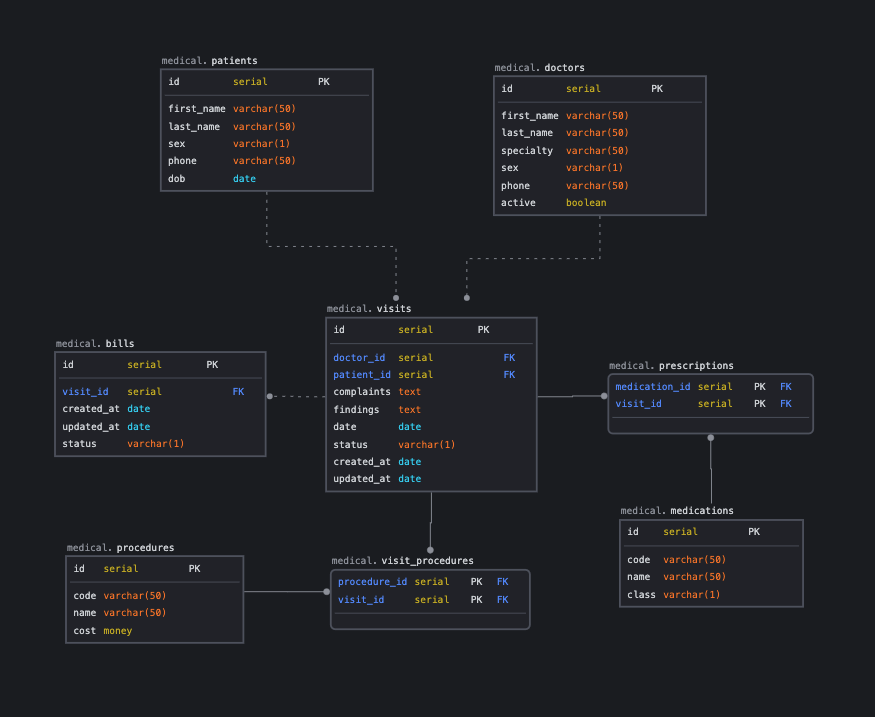 medical. patients
id serial PK
first_name varchar(50)
last_name varchar(50)
sex varchar(1)
phone varchar(50)
dob date
medical. doctors
id serial PK
first_name varchar(50)
last_name varchar(50)
specialty varchar(50)
sex varchar(1)
phone varchar(50)
active boolean
medical. visits
id serial PK
doctor_id serial FK
patient_id serial FK
complaints text
findings text
date date
status varchar(1)
created_at date
updated_at date
medical. bills
id serial PK
visit_id serial FK
created_at date
updated_at date
status varchar(1)
medical. prescriptions
medication_id serial PK FK
visit_id serial PK FK
medical. medications
id serial PK
code varchar(50)
name varchar(50)
class varchar(1)
medical. procedures
id serial PK
code varchar(50)
name varchar(50)
cost money
medical. visit_procedures
procedure_id serial PK FK
visit_id serial PK FK